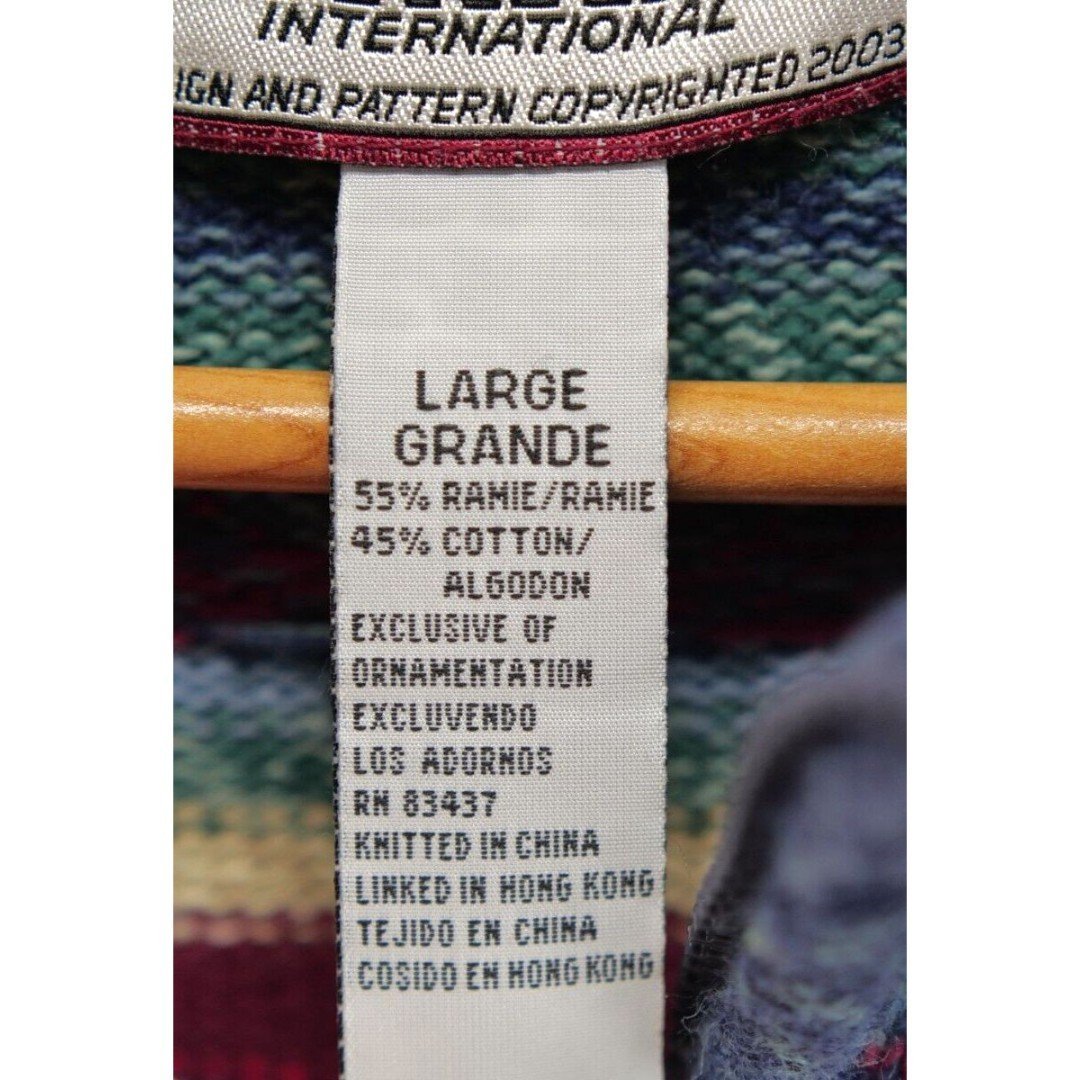 INTERNATIONAL
IGN AND PATTERN COPYRIGHTED 2003
LARGE
GRANDE
55% RAMIE/RAMIE
45% COTTON/
ALGODON
EXCLUSIVE OF
ORNAMENTATION
EXCLUVENDO
LOS ADORNOS
RN 83437
KNITTED IN CHINA
LINKED IN HONG KONG
TEJIDO EN CHINA
COSIDO EN HONG KONG